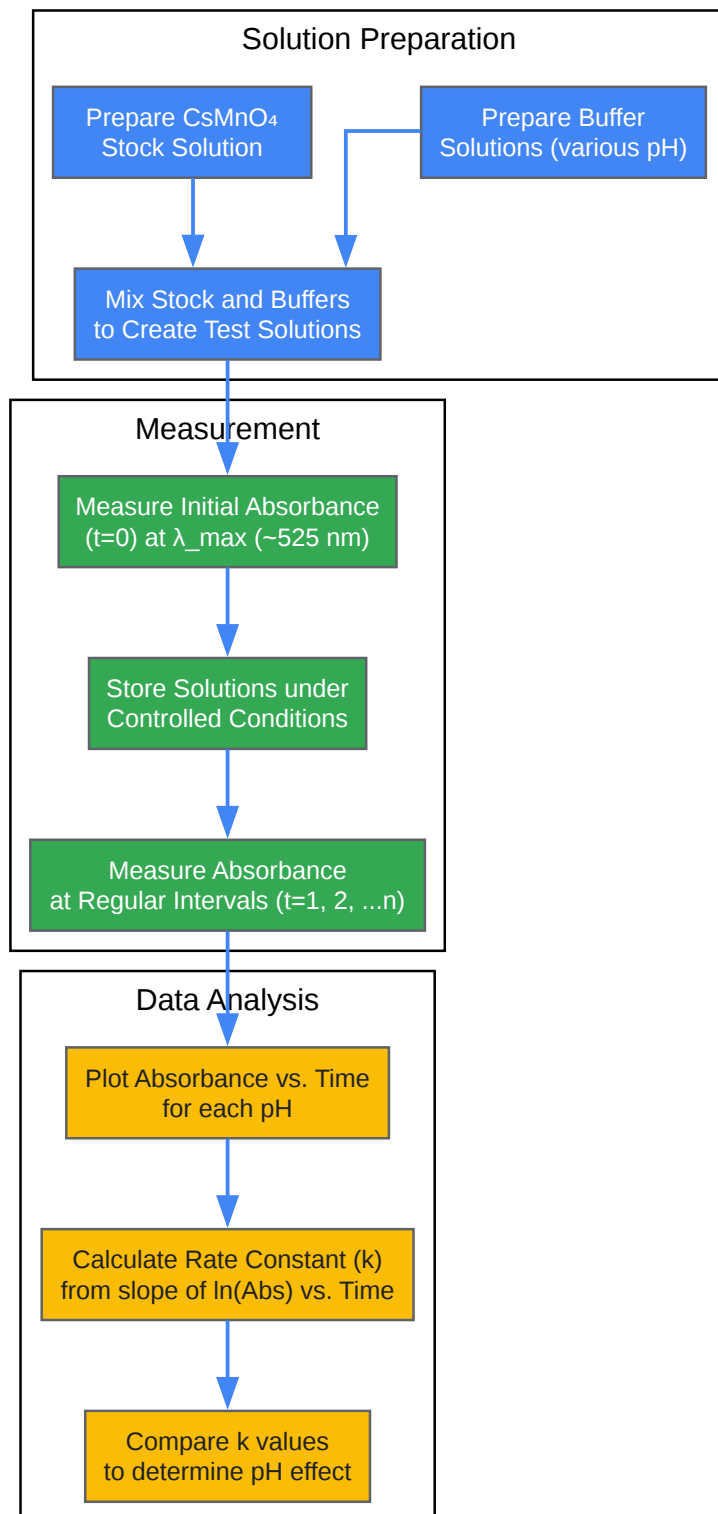 Solution Preparation
Prepare CsMnO₄
Stock Solution
Prepare Buffer
Solutions (various pH)
Mix Stock and Buffers
to Create Test Solutions
Measurement
Measure Initial Absorbance
(t=0) at λ_max (~525 nm)
Store Solutions under
Controlled Conditions
Measure Absorbance
at Regular Intervals (t=1, 2, ...n)
Data Analysis
Plot Absorbance vs. Time
for each pH
Calculate Rate Constant (k)
from slope of ln(Abs) vs. Time
Compare k values
to determine pH effect